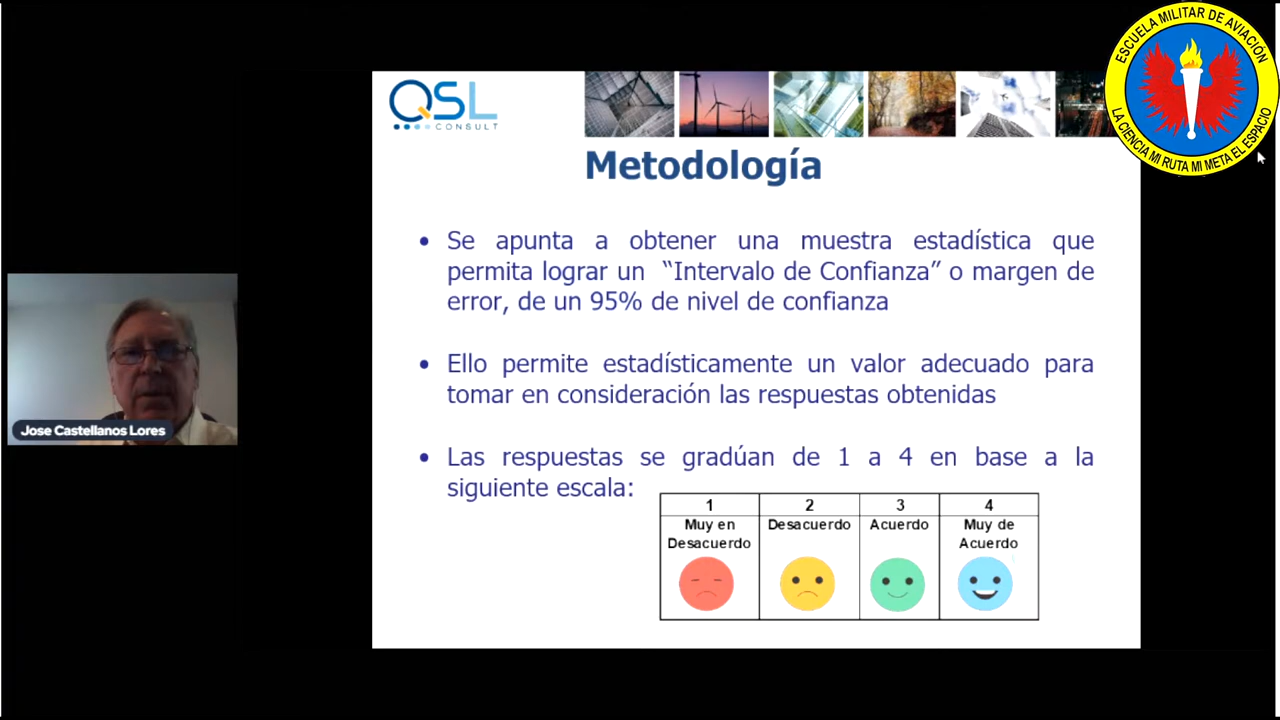 QSL
CONSULT
ESCUELA MILITAR DE AVIACIÓN
LA CIENCIA MI RUTA MI META EL ESPACIO
Metodología
• Se apunta a obtener una muestra estadística que
permita lograr un “Intervalo de Confianza” o margen de
error, de un 95% de nivel de confianza
• Ello permite estadísticamente un valor adecuado para
tomar en consideración las respuestas obtenidas
• Las respuestas se gradúan de 1 a 4 en base a la
siguiente escala:
1 2 3 4
Muy en Desacuerdo Acuerdo Muy de
Desacuerdo Acuerdo
Jose Castellanos Lores